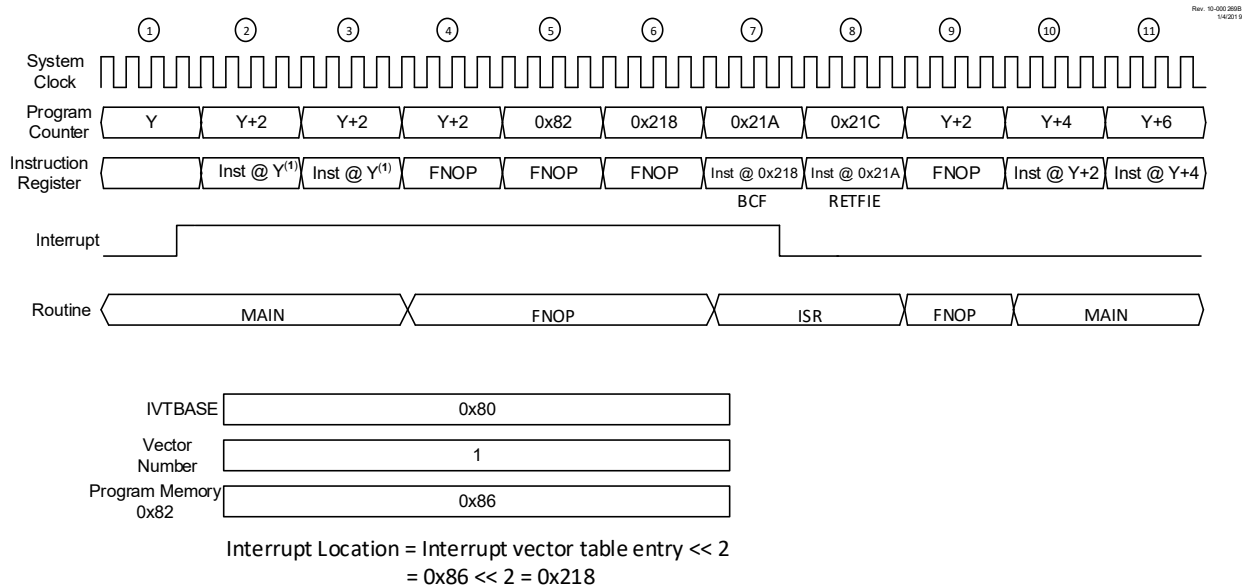 Rev. 10-000 269B
1/4/2019
1 2 3 4 5 6 7 8 9 10 11
System
Clock
Program
Counter
Y Y+2 Y+2 Y+2 0x82 0x218 0x21A 0x21C Y+2 Y+4 Y+6
Instruction
Register
Inst @ Y(1) Inst @ Y(1) FNOP FNOP FNOP Inst @ 0x218 Inst @ 0x21A FNOP Inst @ Y+2 Inst @ Y+4
BCF RETFIE
Interrupt
Routine MAIN FNOP ISR FNOP MAIN
IVTBASE 0x80
Vector
Number
1
Program Memory
0x82
0x86
Interrupt Location = Interrupt vector table entry << 2
= 0x86 << 2 = 0x218